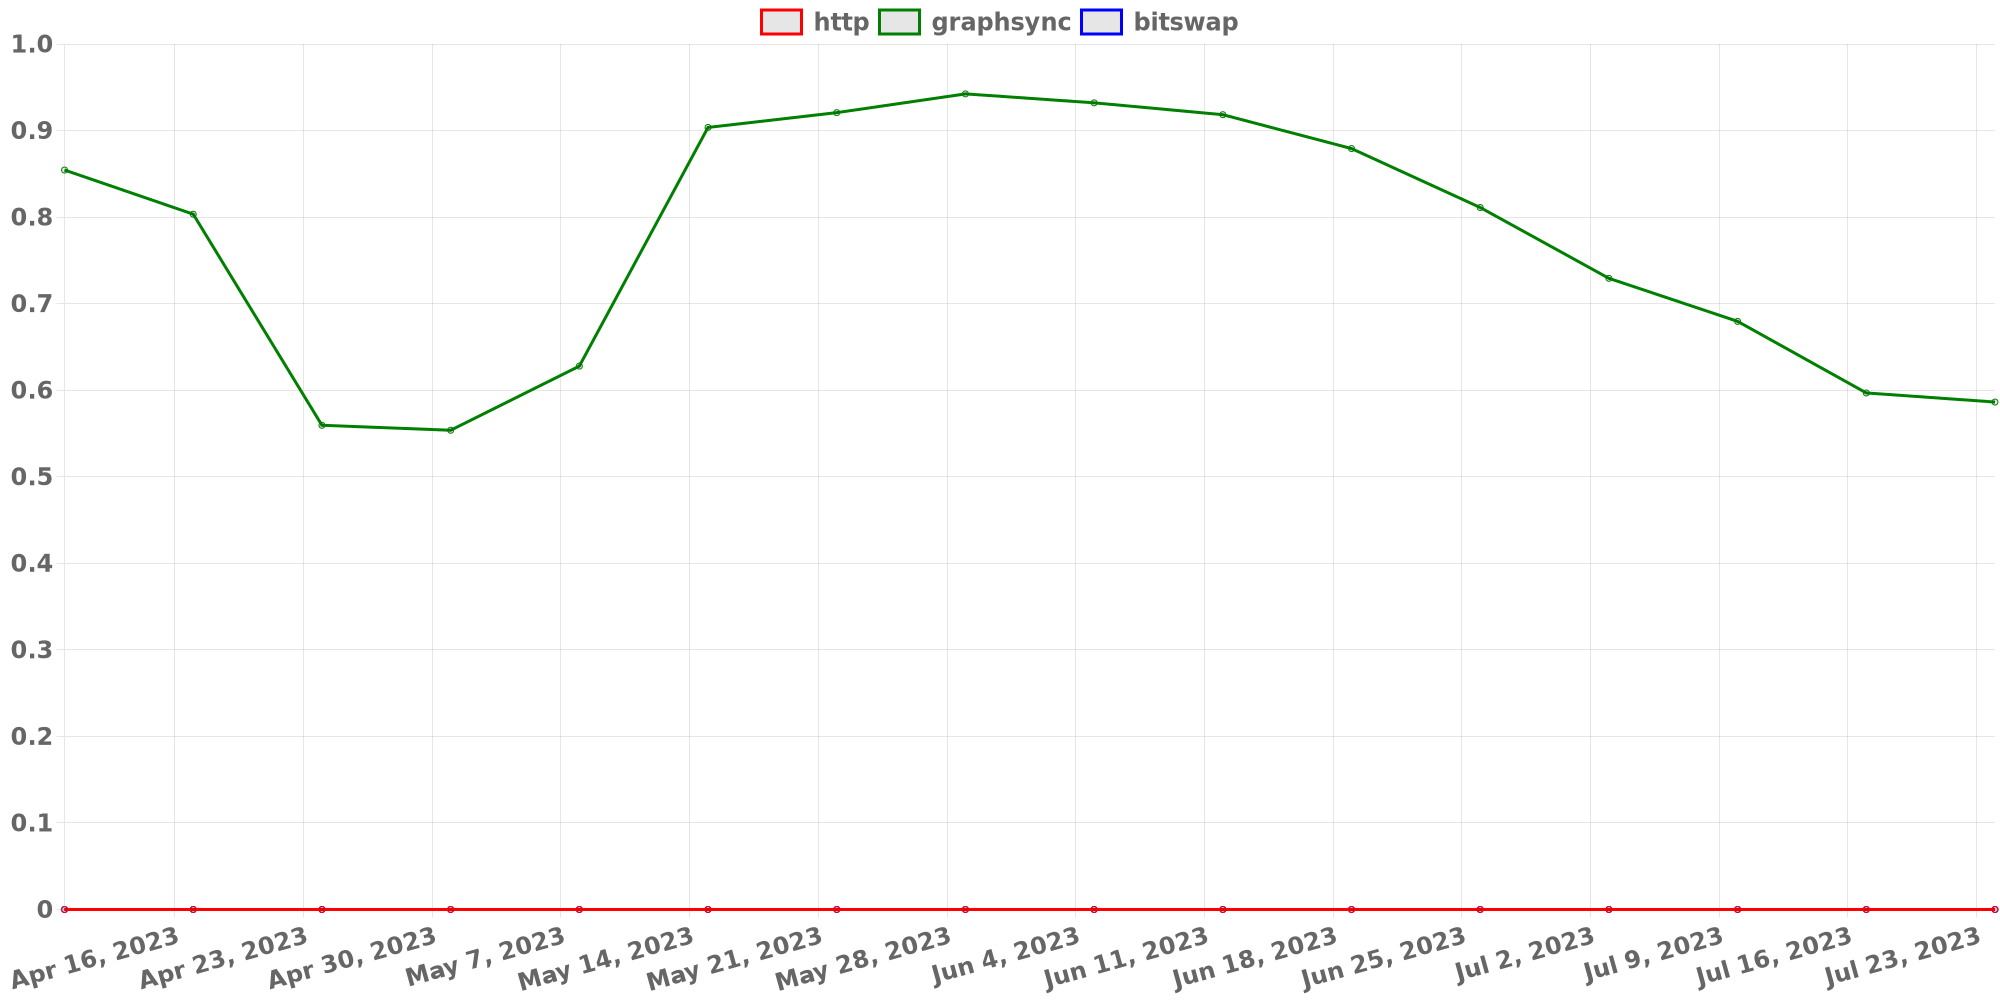 http graphsync bitswap
1.0
0.9
0.8
0.7
0.6
0.5
0.4
0.3
0.2
0.1
0
Apr 16, 2023
Apr 23, 2023
Apr 30, 2023
May 7, 2023
May 14, 2023
May 21, 2023
May 28, 2023
Jun 4, 2023
Jun 11, 2023
Jun 18, 2023
Jun 25, 2023
Jul 2, 2023
Jul 9, 2023
Jul 16, 2023
Jul 23, 2023